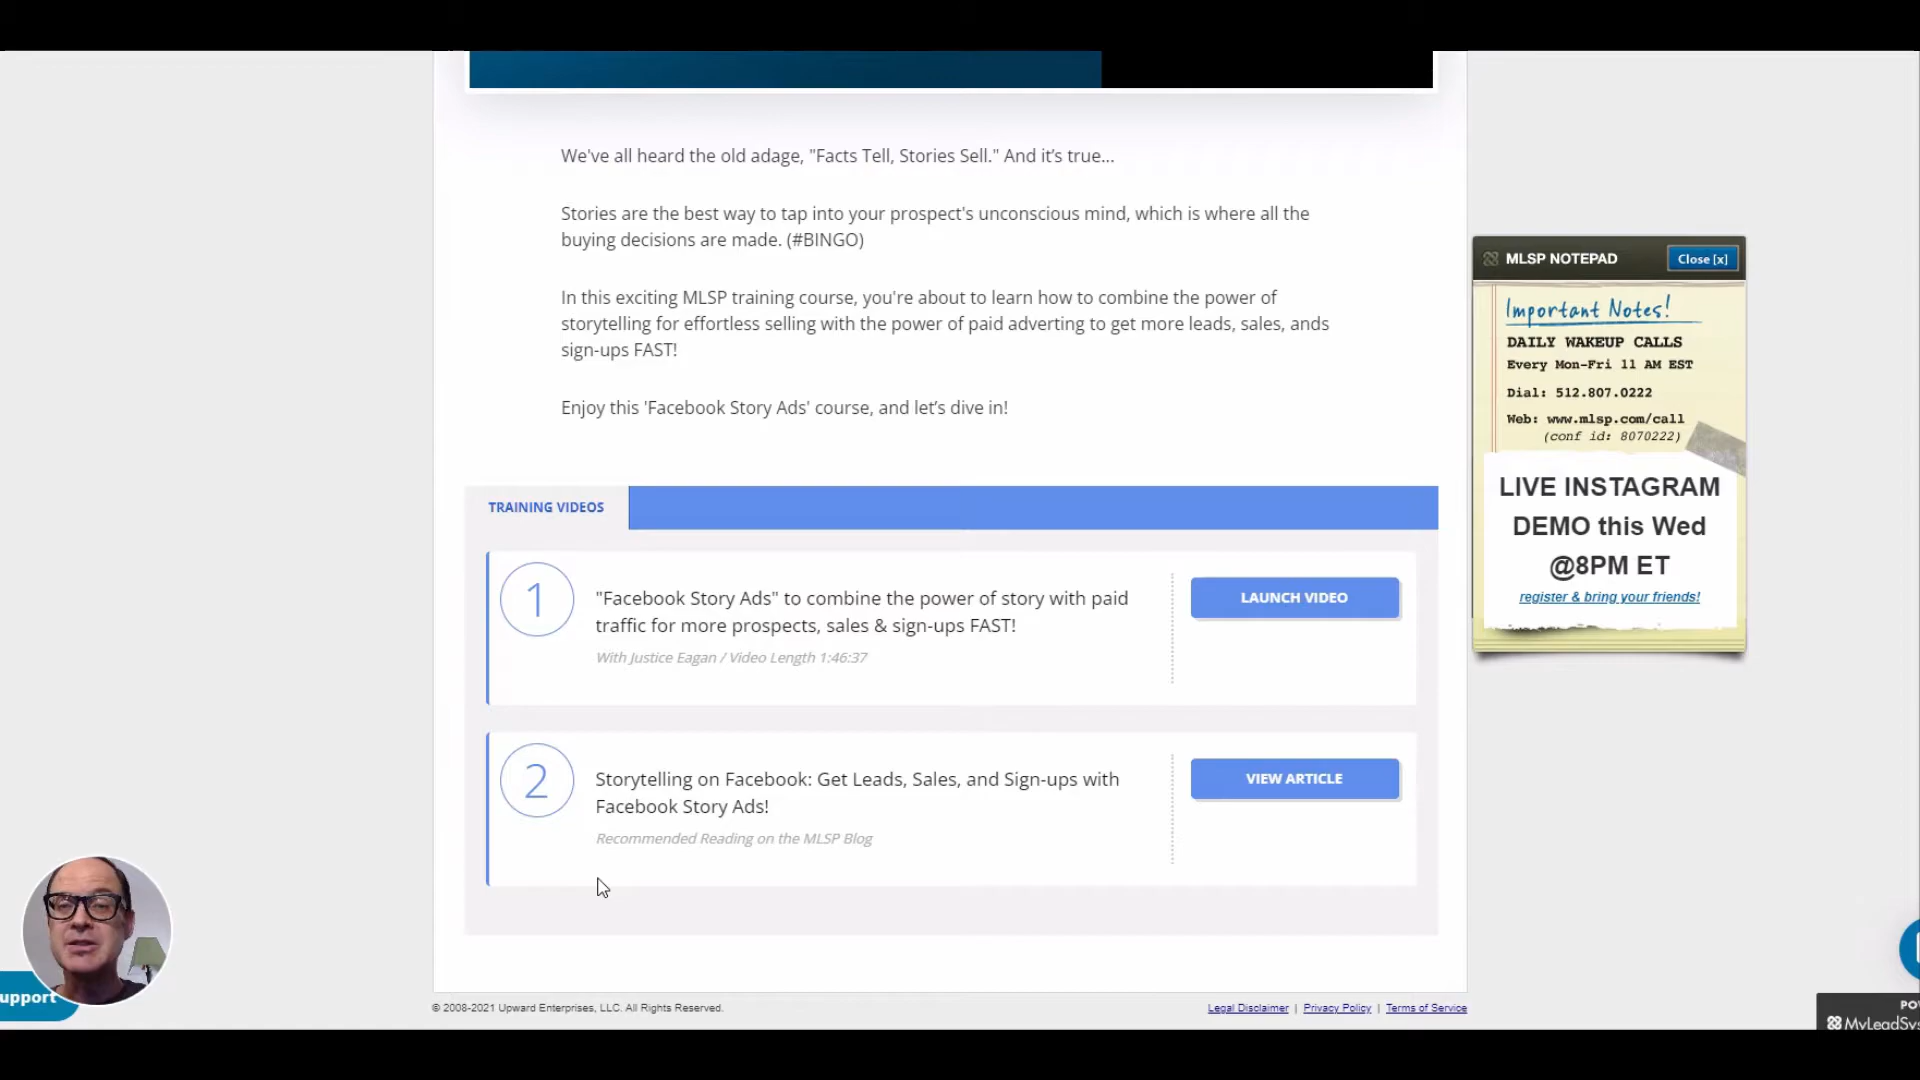 We've all heard the old adage, "Facts Tell, Stories Sell." And it's true...
Stories are the best way to tap into your prospect's unconscious mind, which is where all the
buying decisions are made. (#BINGO)
In this exciting MLSP training course, you're about to learn how to combine the power of
storytelling for effortless selling with the power of paid adverting to get more leads, sales, ands
sign-ups FAST!
Enjoy this 'Facebook Story Ads' course, and let's dive in!
TRAINING VIDEOS
1
"Facebook Story Ads" to combine the power of story with paid
traffic for more prospects, sales & sign-ups FAST!
With Justice Eagan / Video Length 1:46:37
LAUNCH VIDEO
2
Storytelling on Facebook: Get Leads, Sales, and Sign-ups with
Facebook Story Ads!
Recommended Reading on the MLSP Blog
VIEW ARTICLE
MLSP NOTEPAD
Close [x]
Important Notes!
DAILY WAKEUP CALLS
Every Mon-Fri 11 AM EST
Dial: 512.807.0222
Web: www.mlsp.com/call
(conf id: 8070222)
LIVE INSTAGRAM
DEMO this Wed
@8PM ET
register & bring your friends!
upport
© 2008-2021 Upward Enterprises, LLC. All Rights Reserved.
Legal Disclaimer | Privacy Policy | Terms of Service
PO
MyLeadSys